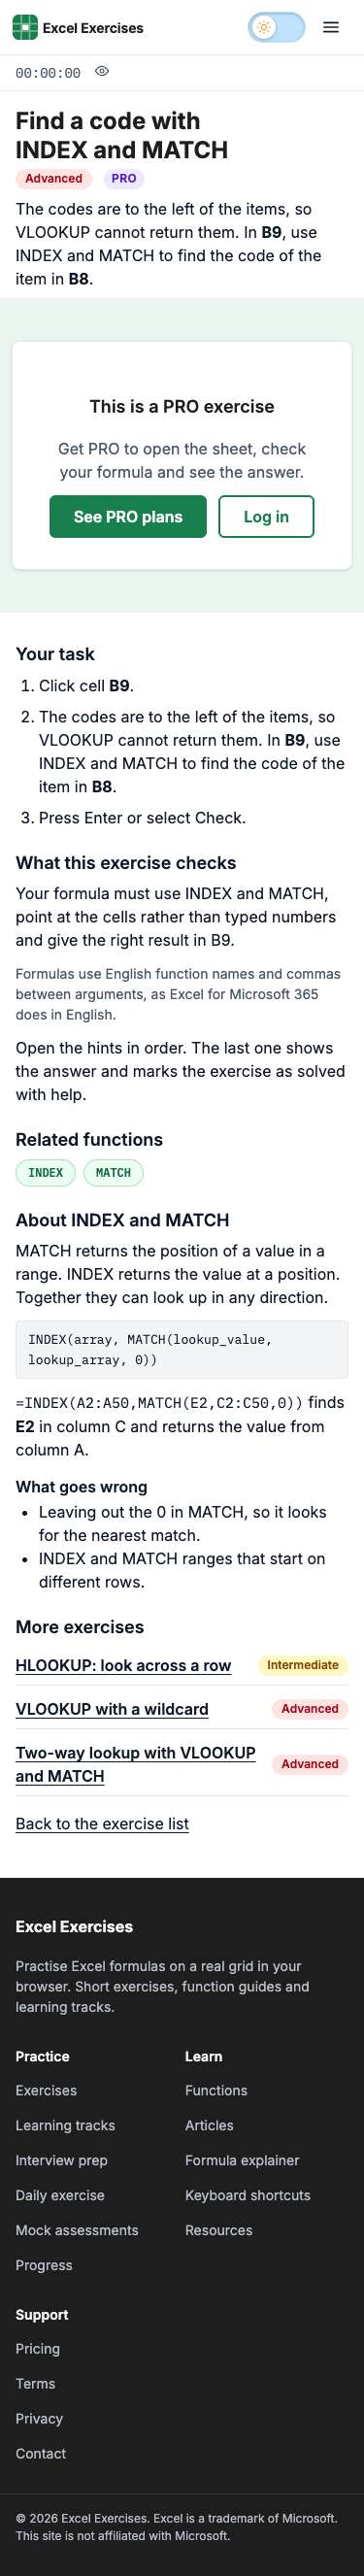 Excel Exercises
00:00:00
Find a code with
INDEX and MATCH
Advanced PRO
The codes are to the left of the items, so
VLOOKUP cannot return them. In B9, use
INDEX and MATCH to find the code of the
item in B8.
This is a PRO exercise
Get PRO to open the sheet, check
your formula and see the answer.
See PRO plans Log in
Your task
1. Click cell B9.
2. The codes are to the left of the items, so
VLOOKUP cannot return them. In B9, use
INDEX and MATCH to find the code of the
item in B8.
3. Press Enter or select Check.
What this exercise checks
Your formula must use INDEX and MATCH,
point at the cells rather than typed numbers
and give the right result in B9.
Formulas use English function names and commas
between arguments, as Excel for Microsoft 365
does in English.
Open the hints in order. The last one shows
the answer and marks the exercise as solved
with help.
Related functions
INDEX MATCH
About INDEX and MATCH
MATCH returns the position of a value in a
range. INDEX returns the value at a position.
Together they can look up in any direction.
INDEX(array, MATCH(lookup_value,
lookup_array, 0))
=INDEX(A2:A50,MATCH(E2,C2:C50,0)) finds
E2 in column C and returns the value from
column A.
What goes wrong
• Leaving out the 0 in MATCH, so it looks
for the nearest match.
• INDEX and MATCH ranges that start on
different rows.
More exercises
HLOOKUP: look across a row Intermediate
VLOOKUP with a wildcard Advanced
Two-way lookup with VLOOKUP
and MATCH Advanced
Back to the exercise list
Excel Exercises
Practise Excel formulas on a real grid in your
browser. Short exercises, function guides and
learning tracks.
Practice
Exercises
Learning tracks
Interview prep
Daily exercise
Mock assessments
Progress
Learn
Functions
Articles
Formula explainer
Keyboard shortcuts
Resources
Support
Pricing
Terms
Privacy
Contact
© 2026 Excel Exercises. Excel is a trademark of Microsoft.
This site is not affiliated with Microsoft.